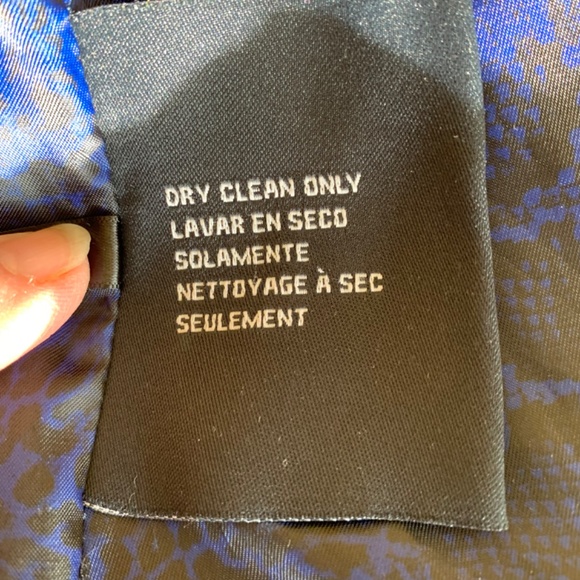 DRY CLEAN ONLY
LAVAR EN SECO
SOLAMENTE
NETTOYAGE À SEC
SEULEMENT